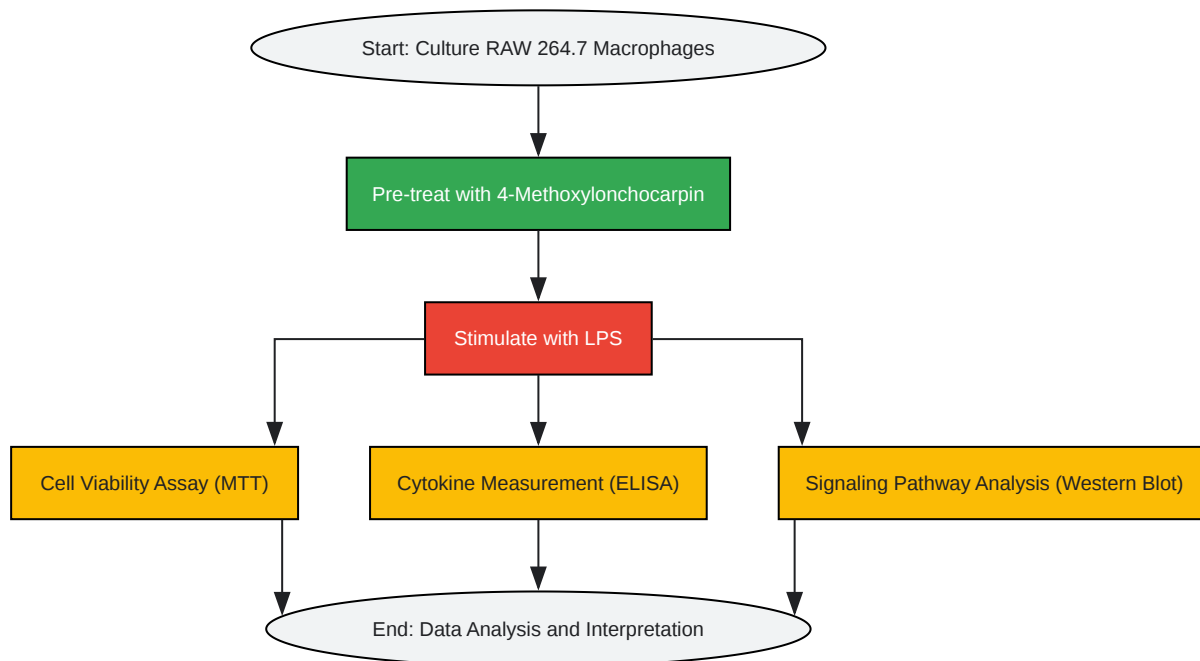 Start: Culture RAW 264.7 Macrophages
Pre-treat with 4-Methoxylonchocarpin
Stimulate with LPS
Cell Viability Assay (MTT)
Cytokine Measurement (ELISA)
Signaling Pathway Analysis (Western Blot)
End: Data Analysis and Interpretation